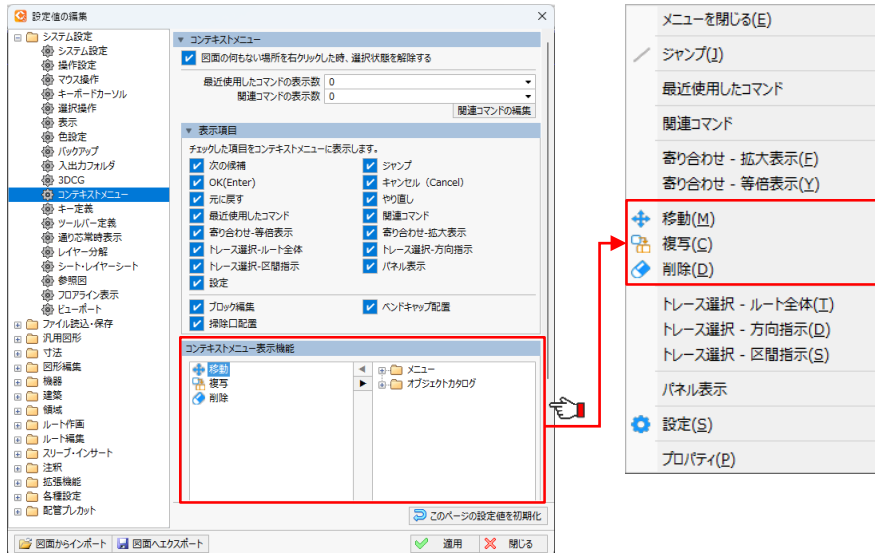 設定値の編集
システム設定
システム設定
操作設定
マウス操作
キーボードカーソル
選択操作
表示
色設定
バックアップ
入出力フォルダ
3DCG
コンテキストメニュー
キー定義
ツールバー定義
通り芯常時表示
レイヤー分解
シート・レイヤーシート
参照図
フロアライン表示
ビューポート
ファイル読込・保存
汎用図形
寸法
図形編集
機器
建築
領域
ルート作画
ルート編集
スリーブ・インサート
注釈
拡張機能
各種設定
配管プレカット
コンテキストメニュー
図面の何もない場所を右クリックした時、選択状態を解除する
最近使用したコマンドの表示数 0
関連コマンドの表示数 0
関連コマンドの編集
表示項目
チェックした項目をコンテキストメニューに表示します。
次の候補 ジャンプ
OK(Enter) キャンセル（Cancel）
元に戻す やり直し
最近使用したコマンド 関連コマンド
寄り合わせ-等倍表示 寄り合わせ-拡大表示
トレース選択-ルート全体 トレース選択-方向指示
トレース選択-区間指示 パネル表示
設定
ブロック編集 ベンドキャップ配置
掃除口配置
コンテキストメニュー表示機能
移動
複写
削除
メニュー
オブジェクトカタログ
このページの設定値を初期化
図面からインポート 図面へエクスポート 適用 閉じる
メニューを閉じる(E)
ジャンプ(J)
最近使用したコマンド
関連コマンド
寄り合わせ - 拡大表示(F)
寄り合わせ - 等倍表示(Y)
移動(M)
複写(C)
削除(D)
トレース選択 - ルート全体(T)
トレース選択 - 方向指示(D)
トレース選択 - 区間指示(S)
パネル表示
設定(S)
プロパティ(P)